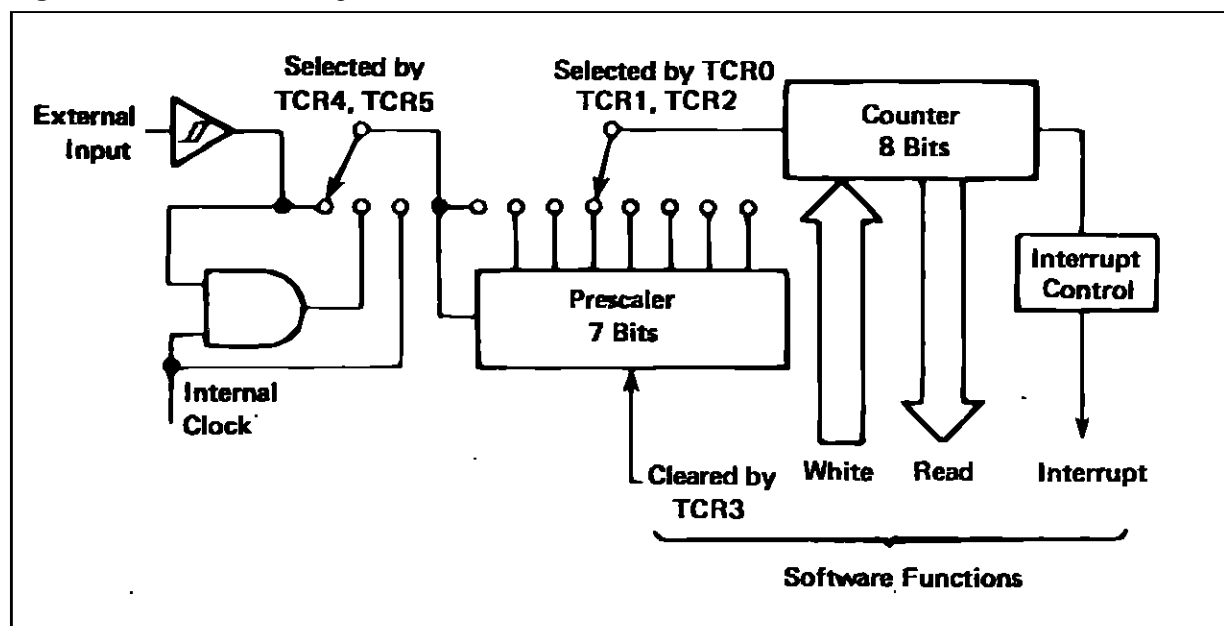 Selected by
TCR4, TCR5
Selected by TCR0
TCR1, TCR2
External
Input
Counter
8 Bits
Interrupt
Control
Prescaler
7 Bits
Internal
Clock
Cleared by
TCR3
White
Read
Interrupt
Software Functions